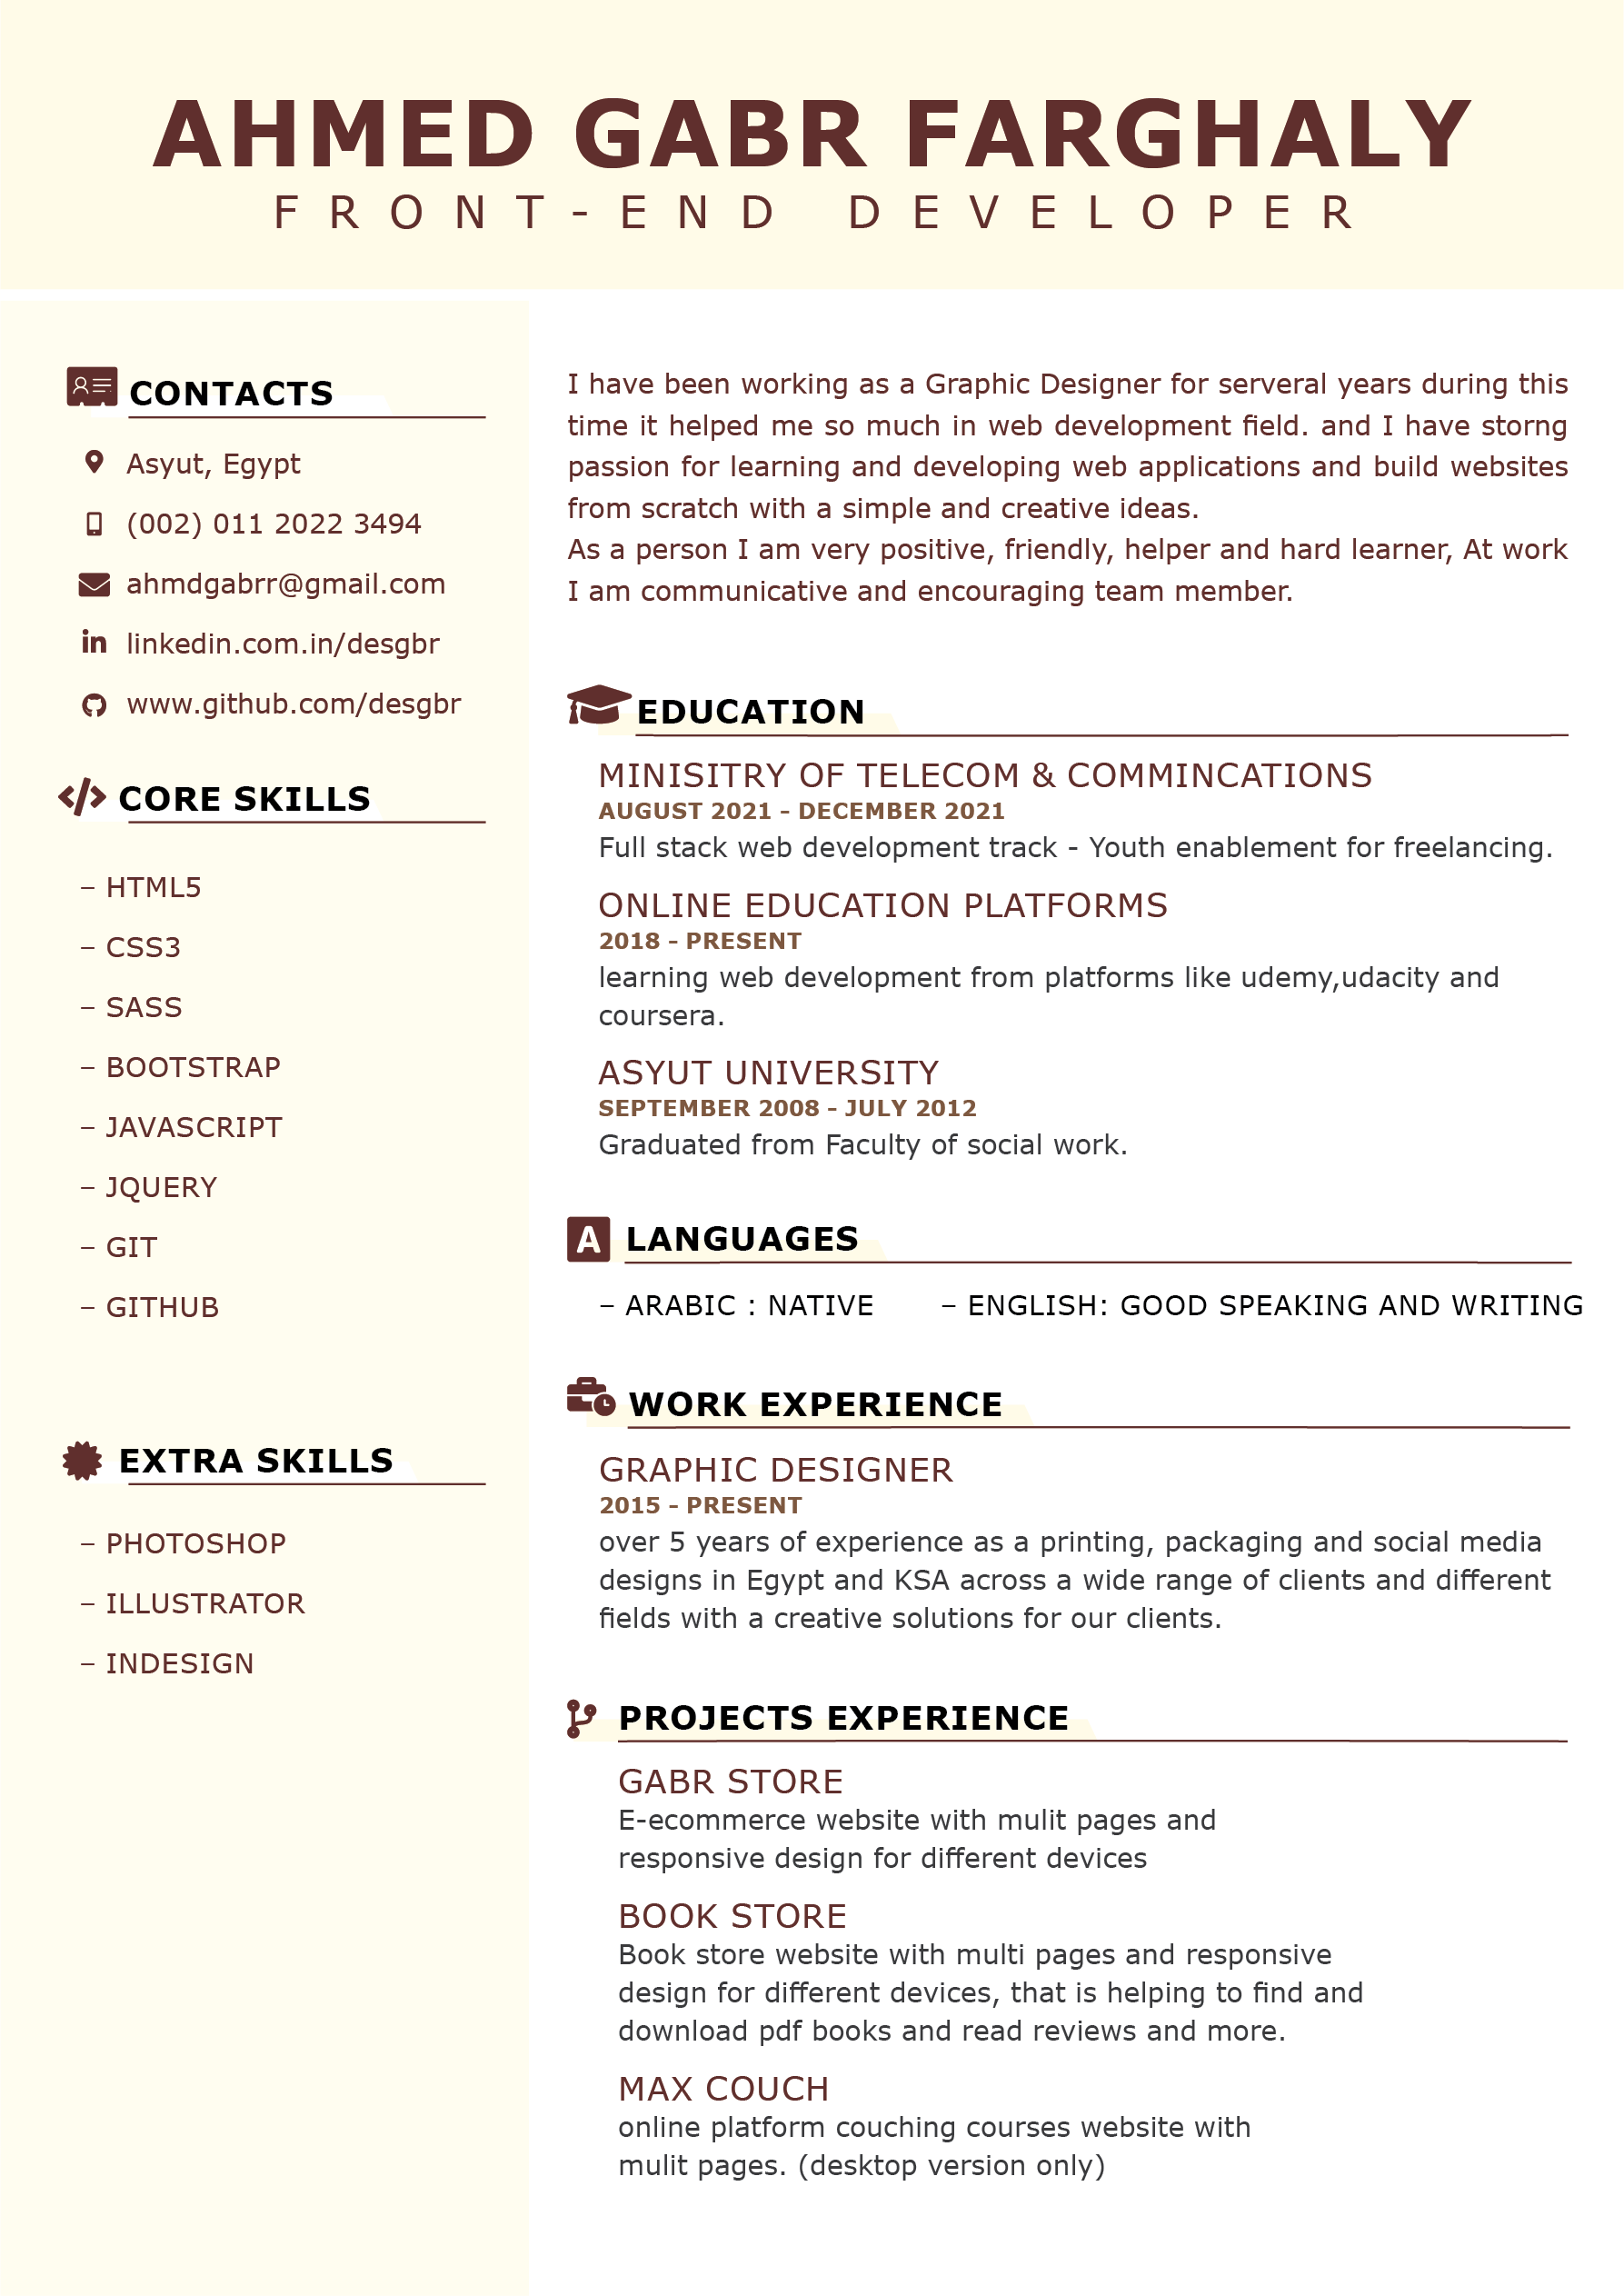 AHMED GABR FARGHALY
FRONT-END DEVELOPER
CONTACTS
Asyut, Egypt
(002) 011 2022 3494
ahmdgabrr@gmail.com
linkedin.com.in/desgbr
www.github.com/desgbr
CORE SKILLS
– HTML5
– CSS3
– SASS
– BOOTSTRAP
– JAVASCRIPT
– JQUERY
– GIT
– GITHUB
EXTRA SKILLS
– PHOTOSHOP
– ILLUSTRATOR
– INDESIGN
I have been working as a Graphic Designer for serveral years during this
time it helped me so much in web development field. and I have storng
passion for learning and developing web applications and build websites
from scratch with a simple and creative ideas.
As a person I am very positive, friendly, helper and hard learner, At work
I am communicative and encouraging team member.
EDUCATION
MINISITRY OF TELECOM & COMMINCATIONS
AUGUST 2021 - DECEMBER 2021
Full stack web development track - Youth enablement for freelancing.
ONLINE EDUCATION PLATFORMS
2018 - PRESENT
learning web development from platforms like udemy,udacity and
coursera.
ASYUT UNIVERSITY
SEPTEMBER 2008 - JULY 2012
Graduated from Faculty of social work.
A LANGUAGES
– ARABIC : NATIVE – ENGLISH: GOOD SPEAKING AND WRITING
WORK EXPERIENCE
GRAPHIC DESIGNER
2015 - PRESENT
over 5 years of experience as a printing, packaging and social media
designs in Egypt and KSA across a wide range of clients and different
fields with a creative solutions for our clients.
PROJECTS EXPERIENCE
GABR STORE
E-ecommerce website with mulit pages and
responsive design for different devices
BOOK STORE
Book store website with multi pages and responsive
design for different devices, that is helping to find and
download pdf books and read reviews and more.
MAX COUCH
online platform couching courses website with
mulit pages. (desktop version only)